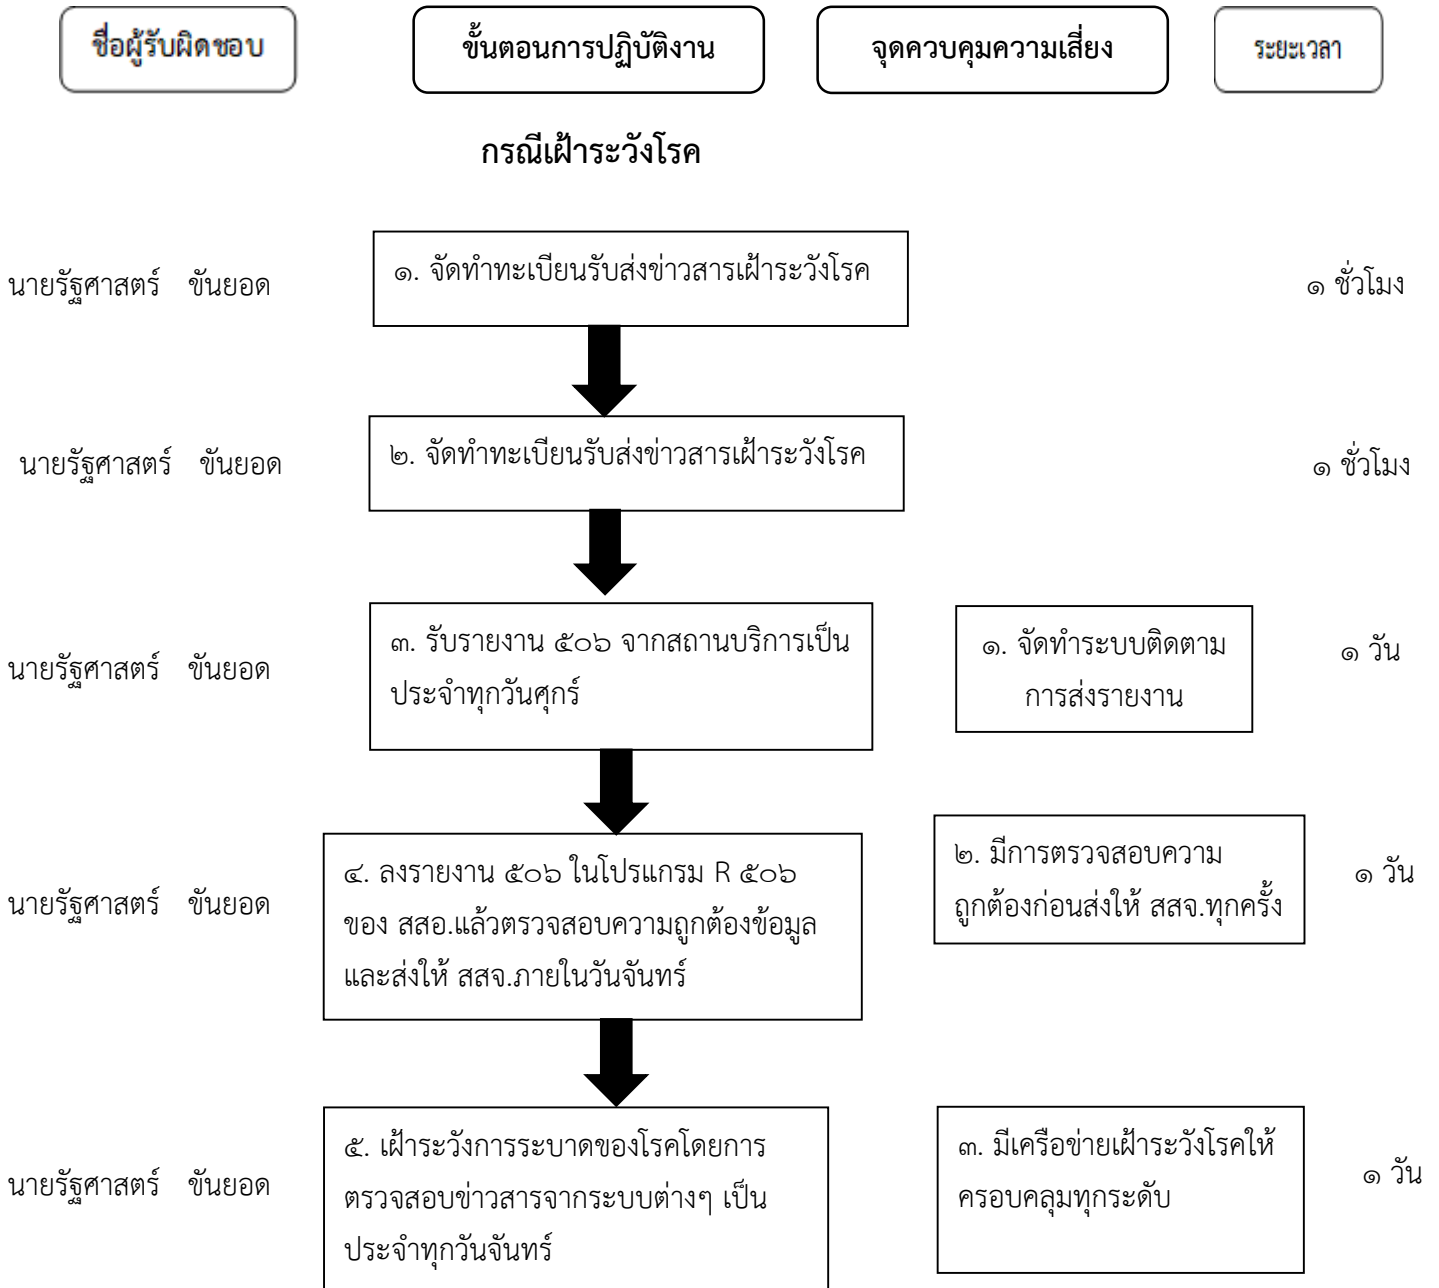 ชื่อผู้รับผิดชอบ
ขั้นตอนการปฏิบัติงาน
จุดควบคุมความเสี่ยง
ระยะเวลา
กรณีเฝ้าระวังโรค
นายรัฐศาสตร์ ขันยอด
๑. จัดทำทะเบียนรับส่งข่าวสารเฝ้าระวังโรค
๑ ชั่วโมง
นายรัฐศาสตร์ ขันยอด
๒. จัดทำทะเบียนรับส่งข่าวสารเฝ้าระวังโรค
๑ ชั่วโมง
นายรัฐศาสตร์ ขันยอด
๓. รับรายงาน ๕๐๖ จากสถานบริการเป็น
ประจำทุกวันศุกร์
๑. จัดทำระบบติดตาม
การส่งรายงาน
๑ วัน
นายรัฐศาสตร์ ขันยอด
๔. ลงรายงาน ๕๐๖ ในโปรแกรม R ๕๐๖
ของ สสอ.แล้วตรวจสอบความถูกต้องข้อมูล
และส่งให้ สสจ.ภายในวันจันทร์
๒. มีการตรวจสอบความ
ถูกต้องก่อนส่งให้ สสจ.ทุกครั้ง
๑ วัน
นายรัฐศาสตร์ ขันยอด
๕. เฝ้าระวังการระบาดของโรคโดยการ
ตรวจสอบข่าวสารจากระบบต่างๆ เป็น
ประจำทุกวันจันทร์
๓. มีเครือข่ายเฝ้าระวังโรคให้
ครอบคลุมทุกระดับ
๑ วัน